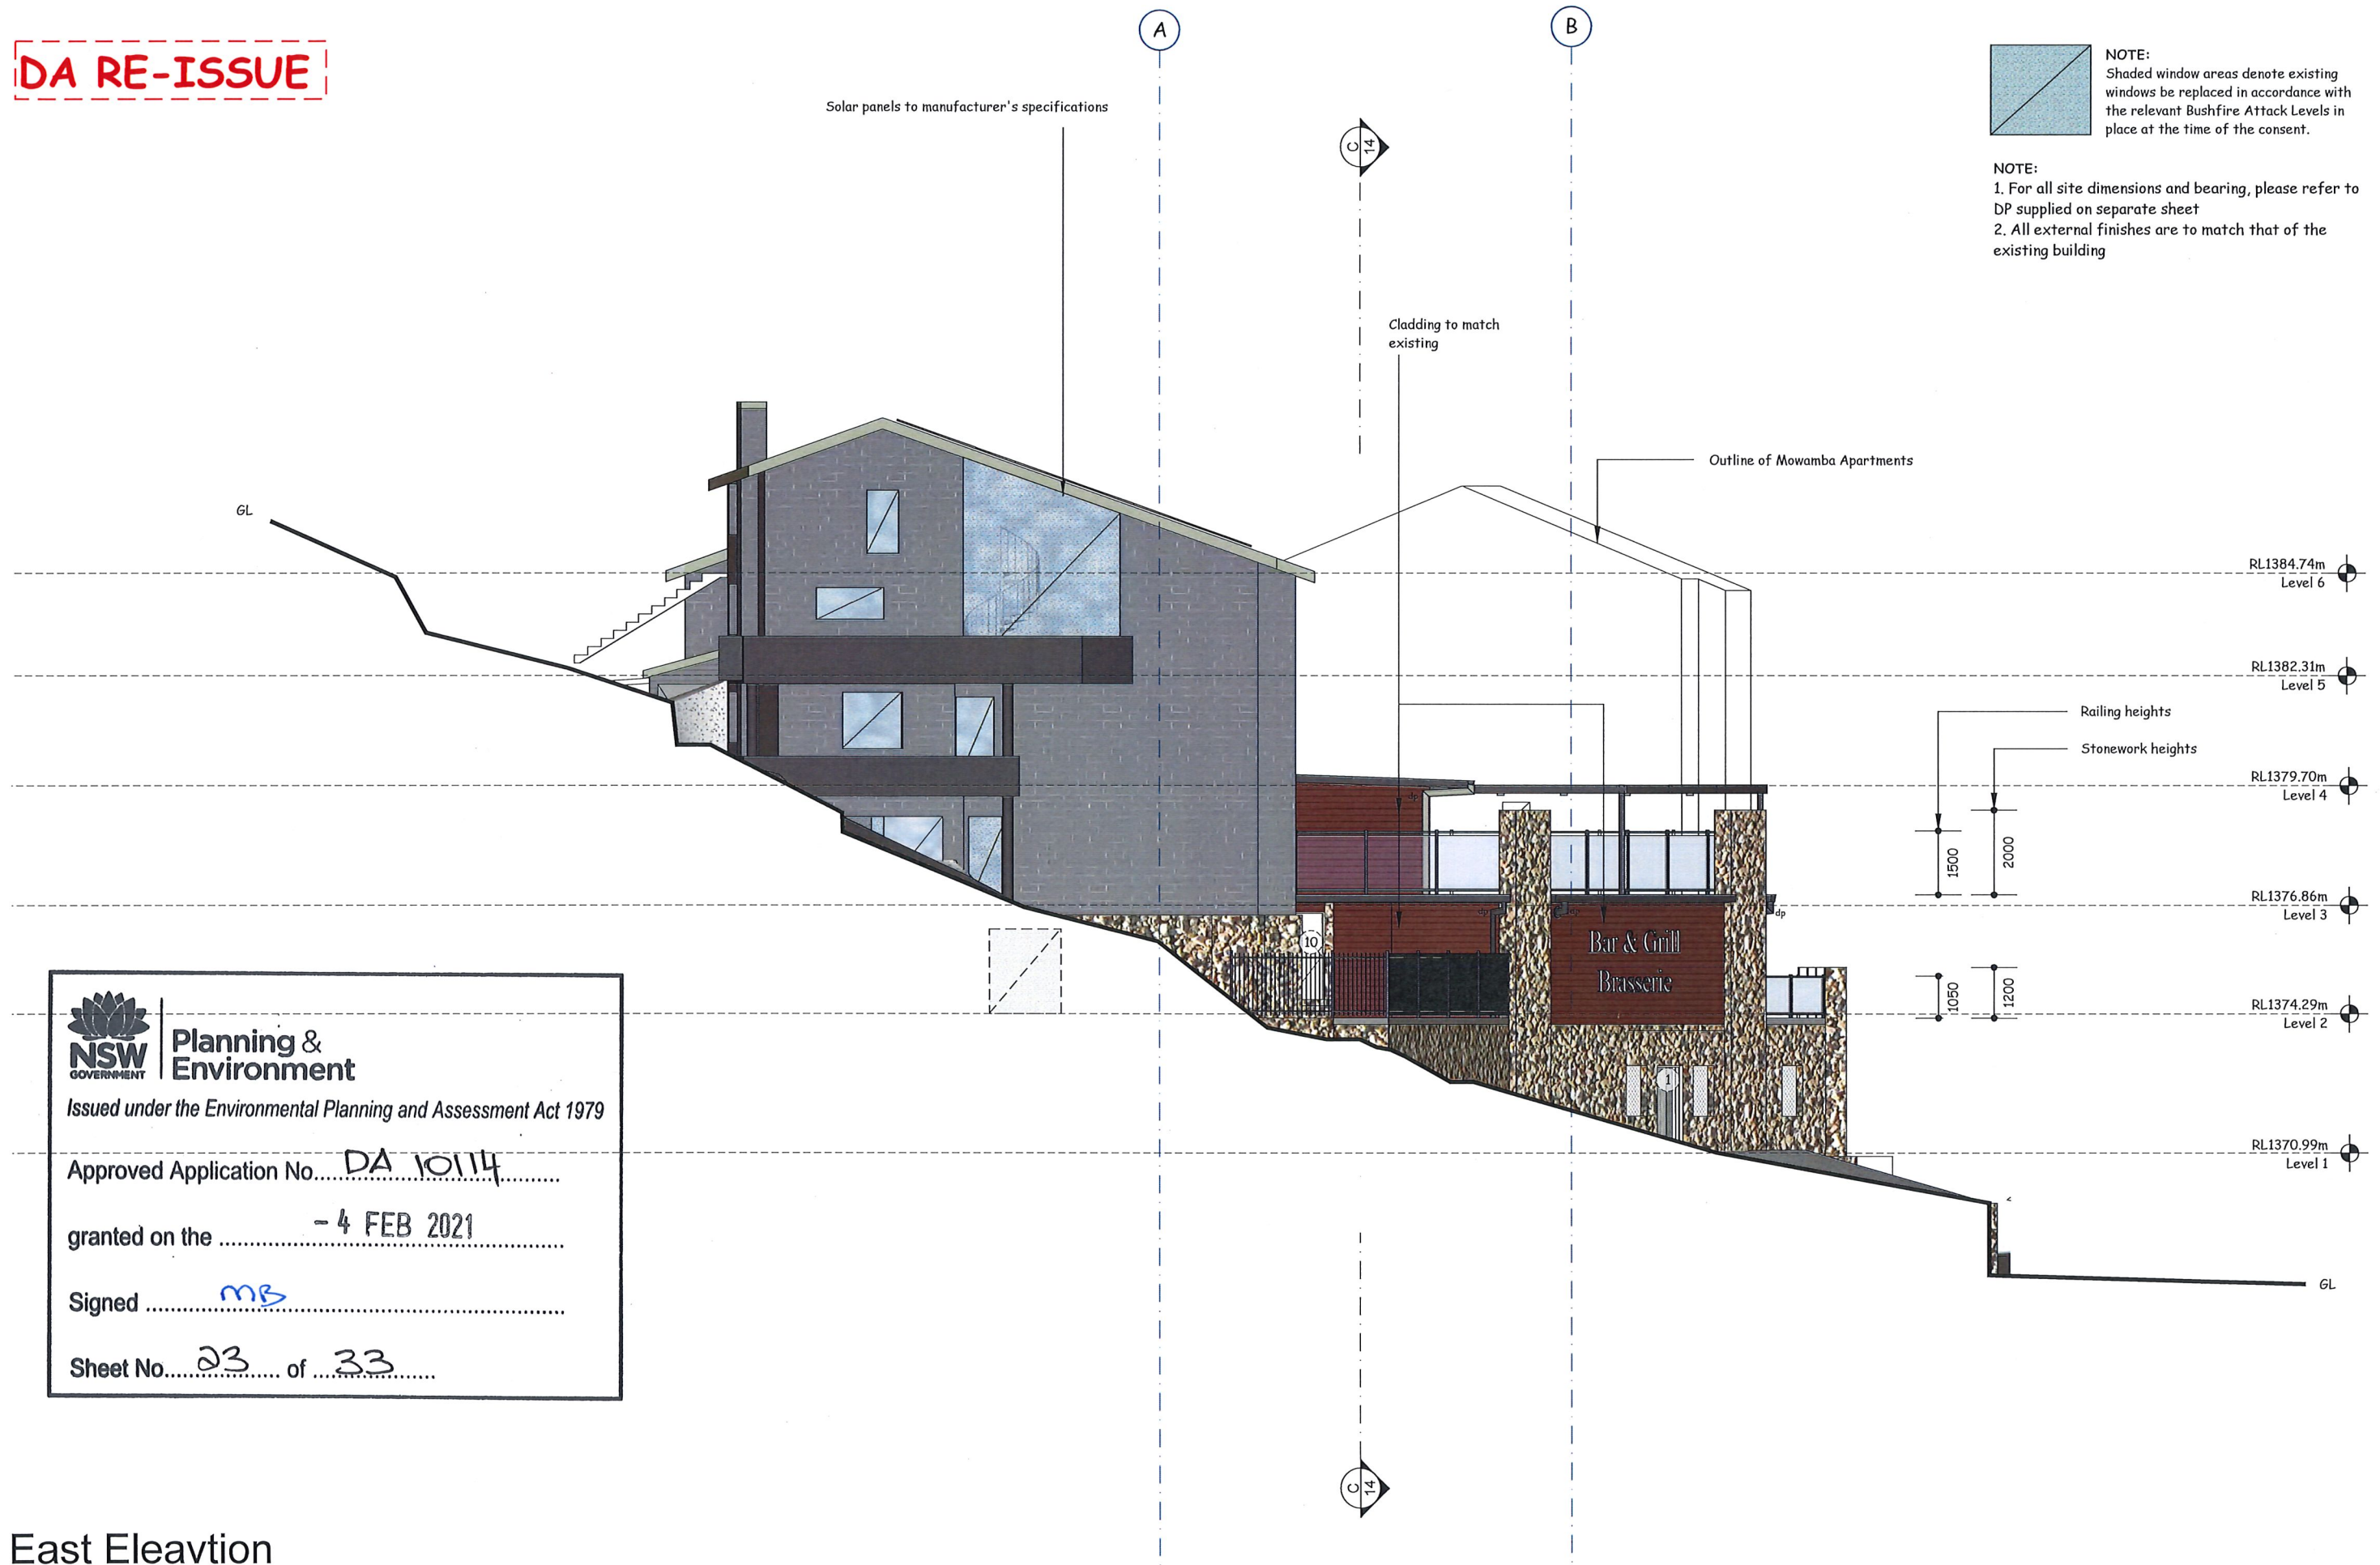 DA RE-ISSUE
A
B
Solar panels to manufacturer's specifications
C
14
NOTE:
Shaded window areas denote existing
windows be replaced in accordance with
the relevant Bushfire Attack Levels in
place at the time of the consent.
NOTE:
1. For all site dimensions and bearing, please refer to
DP supplied on separate sheet
2. All external finishes are to match that of the
existing building
Cladding to match
existing
Outline of Mowamba Apartments
GL
RL1384.74m
Level 6
RL1382.31m
Level 5
Railing heights
Stonework heights
RL1379.70m
Level 4
dp
1500
2000
RL1376.86m
Level 3
dp
dp
dp
10
Bar & Grill
Brasserie
1050
1200
RL1374.29m
Level 2
1
RL1370.99m
Level 1
GL
NSW
GOVERNMENT
Planning &
Environment
Issued under the Environmental Planning and Assessment Act 1979
Approved Application No. DA 10114
granted on the - 4 FEB 2021
Signed MB
Sheet No. 23 of 33
C
14
East Eleavtion